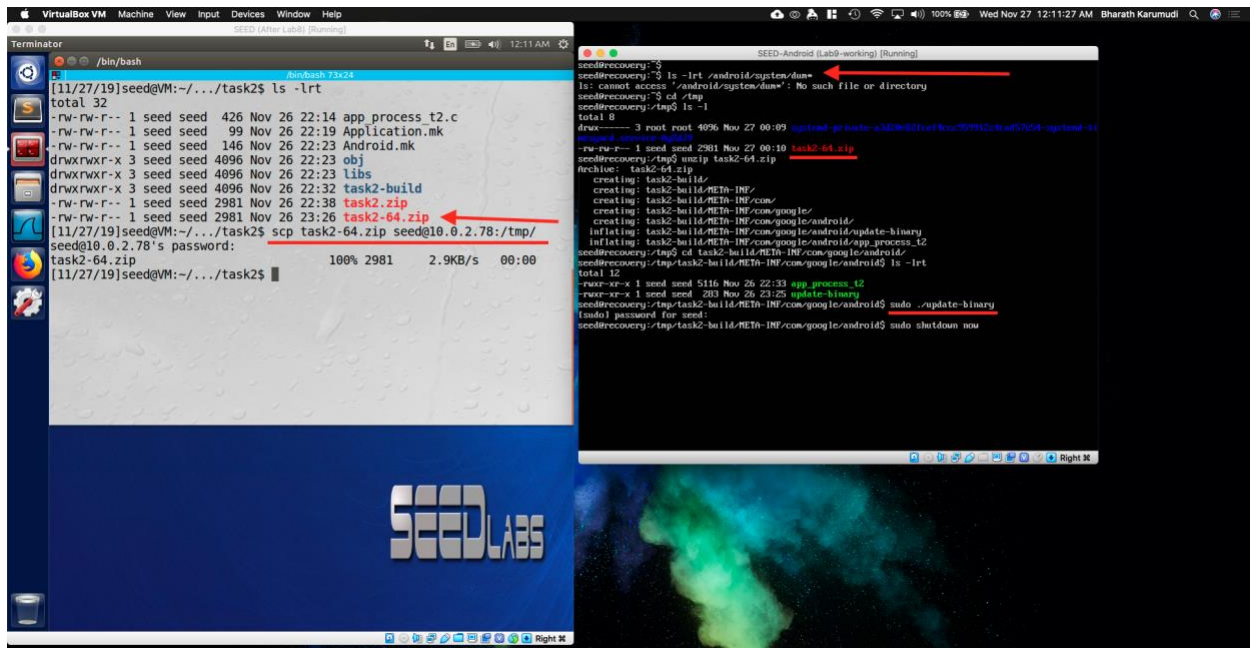 VirtualBox VM Machine View Input Devices Window Help 100% Wed Nov 27 12:11:27 AM Bharath Karumudi
SEED (After Lab8) [Running]
Terminator En 12:11 AM
/bin/bash
/bin/bash 73x24
[11/27/19]seed@VM:~/.../task2$ ls -lrt
total 32
-rw-rw-r-- 1 seed seed 426 Nov 26 22:14 app_process_t2.c
-rw-rw-r-- 1 seed seed 99 Nov 26 22:19 Application.mk
-rw-rw-r-- 1 seed seed 146 Nov 26 22:23 Android.mk
drwxrwxr-x 3 seed seed 4096 Nov 26 22:23 obj
drwxrwxr-x 3 seed seed 4096 Nov 26 22:23 libs
drwxrwxr-x 3 seed seed 4096 Nov 26 22:32 task2-build
-rw-rw-r-- 1 seed seed 2981 Nov 26 22:38 task2.zip
-rw-rw-r-- 1 seed seed 2981 Nov 26 23:26 task2-64.zip
[11/27/19]seed@VM:~/.../task2$ scp task2-64.zip seed@10.0.2.78:/tmp/
seed@10.0.2.78's password:
task2-64.zip 100% 2981 2.9KB/s 00:00
[11/27/19]seed@VM:~/.../task2$
SEEDLABS
Right ⌘
SEED-Android (Lab9-working) [Running]
seed@recovery:~$
seed@recovery:~$ ls -lrt /android/system/dum*
ls: cannot access '/android/system/dum*': No such file or directory
seed@recovery:~$ cd /tmp
seed@recovery:/tmp$ ls -l
total 8
drwx------ 3 root root 4096 Nov 27 00:09
-rw-rw-r-- 1 seed seed 2981 Nov 27 00:10 task2-64.zip
seed@recovery:/tmp$ unzip task2-64.zip
Archive: task2-64.zip
creating: task2-build/
creating: task2-build/META-INF/
creating: task2-build/META-INF/com/
creating: task2-build/META-INF/com/google/
creating: task2-build/META-INF/com/google/android/
inflating: task2-build/META-INF/com/google/android/update-binary
inflating: task2-build/META-INF/com/google/android/app_process_t2
seed@recovery:/tmp$ cd task2-build/META-INF/com/google/android/
seed@recovery:/tmp/task2-build/META-INF/com/google/android$ ls -lrt
total 12
-rwxr-xr-x 1 seed seed 5116 Nov 26 22:33 app_process_t2
-rwxr-xr-x 1 seed seed 283 Nov 26 23:25 update-binary
seed@recovery:/tmp/task2-build/META-INF/com/google/android$ sudo ./update-binary
[sudo] password for seed:
seed@recovery:/tmp/task2-build/META-INF/com/google/android$ sudo shutdown now
Right ⌘